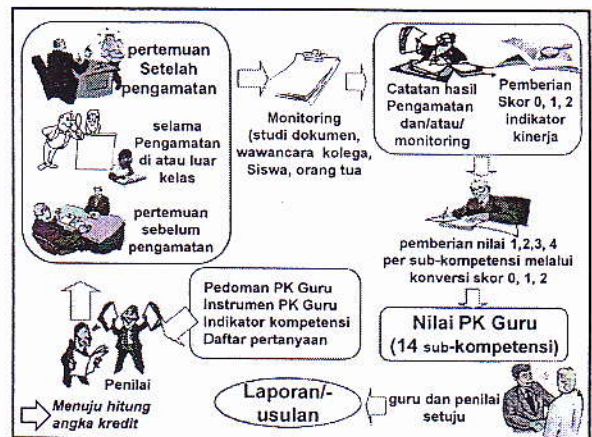 pertemuan
Setelah
pengamatan
selama
Pengamatan
di atau luar
kelas
pertemuan
sebelum
pengamatan
Monitoring
(studi dokumen,
wawancara kolega,
Siswa, orang tua
Catatan hasil
Pengamatan
dan/atau/
monitoring
Pemberian
Skor 0, 1, 2
indikator
kinerja
pemberian nilai 1,2,3, 4
per sub-kompetensi melalui
konversi skor 0, 1, 2
Pedoman PK Guru
Instrumen PK Guru
Indikator kompetensi
Daftar pertanyaan
Penilai
Nilai PK Guru
(14 sub-kompetensi)
guru dan penilai
setuju
Laporan/-
usulan
Menuju hitung
angka kredit